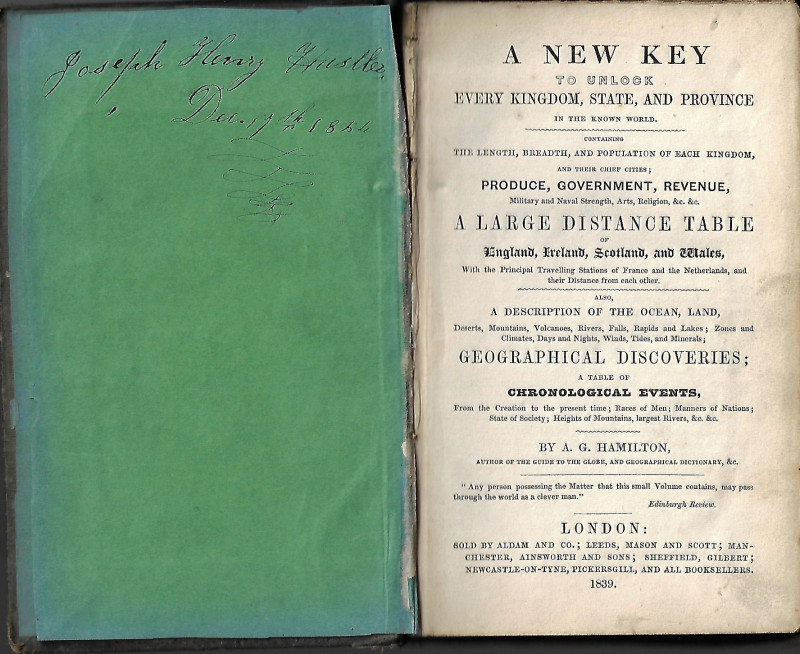 Joseph Henry Hustler
Dec. 17th 1864
A NEW KEY
TO UNLOCK
EVERY KINGDOM, STATE, AND PROVINCE
IN THE KNOWN WORLD.
CONTAINING
THE LENGTH, BREADTH, AND POPULATION OF EACH KINGDOM,
AND THEIR CHIEF CITIES;
PRODUCE, GOVERNMENT, REVENUE,
Military and Naval Strength, Arts, Religion, &c. &c.
A LARGE DISTANCE TABLE
OF
England, Ireland, Scotland, and Wales,
With the Principal Travelling Stations of France and the Netherlands, and
their Distance from each other.
ALSO,
A DESCRIPTION OF THE OCEAN, LAND,
Deserts, Mountains, Volcanoes, Rivers, Falls, Rapids and Lakes; Zones and
Climates, Days and Nights, Winds, Tides, and Minerals;
GEOGRAPHICAL DISCOVERIES;
A TABLE OF
CHRONOLOGICAL EVENTS,
From the Creation to the present time; Races of Men; Manners of Nations;
State of Society; Heights of Mountains, largest Rivers, &c. &c.
BY A. G. HAMILTON,
AUTHOR OF THE GUIDE TO THE GLOBE, AND GEOGRAPHICAL DICTIONARY, &c.
"Any person possessing the Matter that this small Volume contains, may pass
through the world as a clever man."
Edinburgh Review.
LONDON:
SOLD BY ALDAM AND CO.; LEEDS, MASON AND SCOTT; MAN-
CHESTER, AINSWORTH AND SONS; SHEFFIELD, GILBERT;
NEWCASTLE-ON-TYNE, PICKERSGILL, AND ALL BOOKSELLERS.
1839.